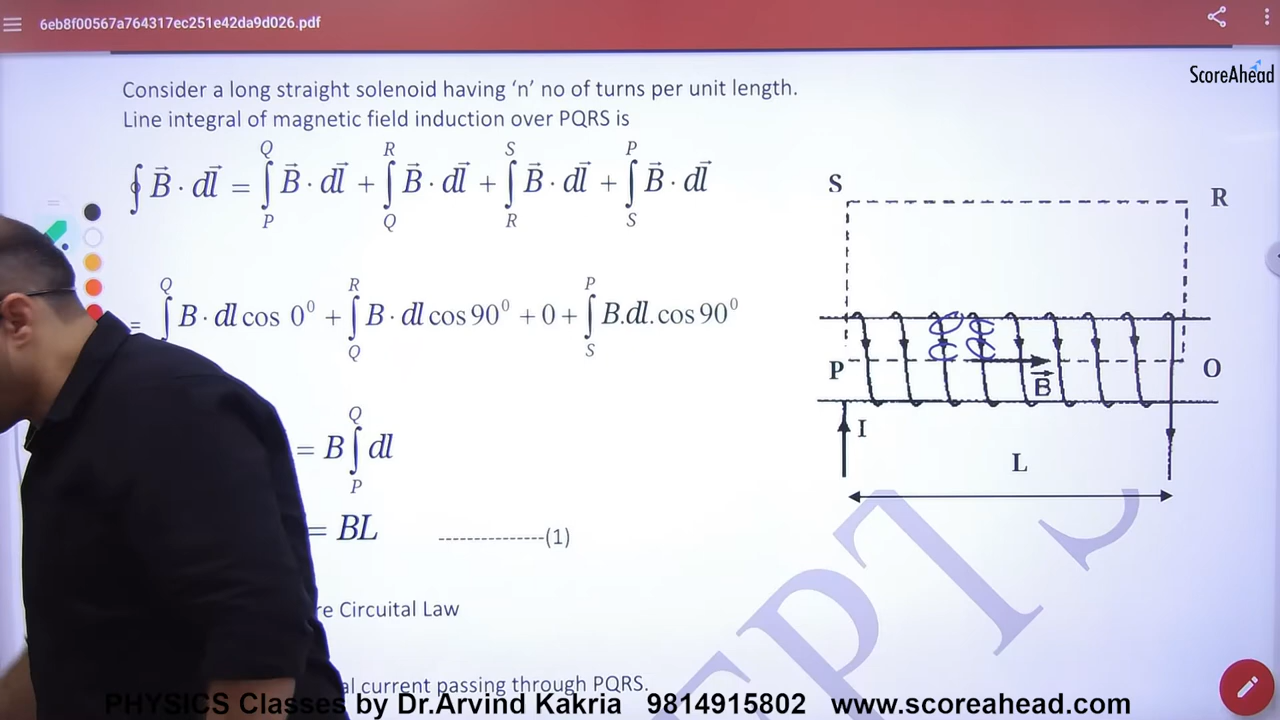 6eb8f00567a764317ec251e42da9d026.pdf
ScoreAhead
Consider a long straight solenoid having ‘n’ no of turns per unit length.
Line integral of magnetic field induction over PQRS is
∮ B⃗ · dl⃗ = ∫_P^Q B⃗ · dl⃗ + ∫_Q^R B⃗ · dl⃗ + ∫_R^S B⃗ · dl⃗ + ∫_S^P B⃗ · dl⃗
= ∫_P^Q B · dl cos 0⁰ + ∫_Q^R B · dl cos 90⁰ + 0 + ∫_S^P B.dl. cos 90⁰
= B ∫_P^Q dl
= BL ---------------(1)
re Circuital Law
al current passing through PQRS.
S
R
P
O
B⃗
I
L
PHYSICS Classes by Dr.Arvind Kakria 9814915802 www.scoreahead.com